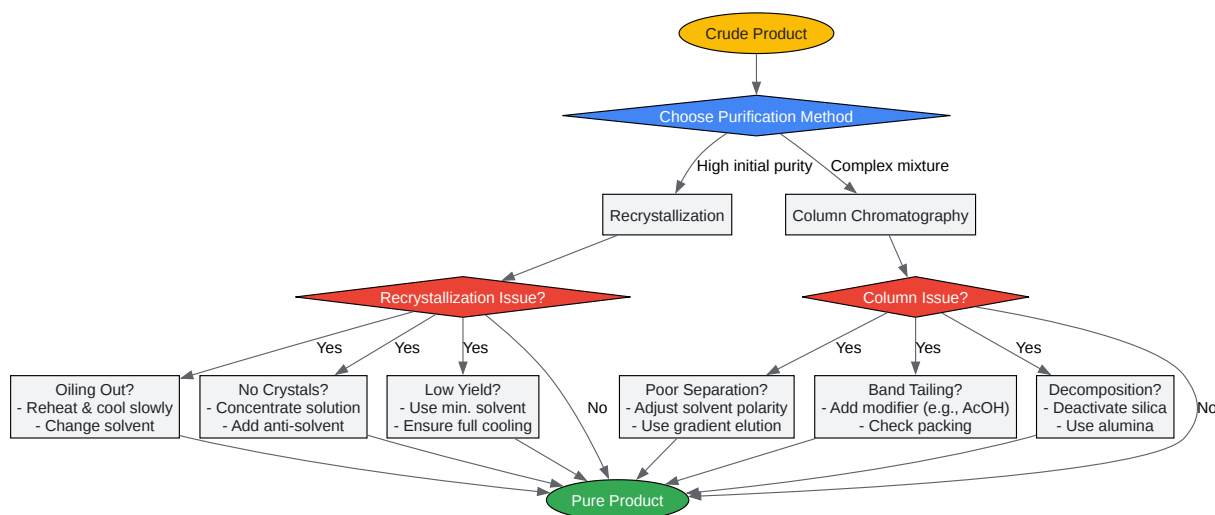 Crude Product
Choose Purification Method
High initial purity
Complex mixture
Recrystallization
Column Chromatography
Recrystallization Issue?
Column Issue?
Yes
Yes
Yes
Yes
Yes
Yes
Oiling Out?
- Reheat & cool slowly
- Change solvent
No Crystals?
- Concentrate solution
- Add anti-solvent
Low Yield?
- Use min. solvent
- Ensure full cooling
No
Poor Separation?
- Adjust solvent polarity
- Use gradient elution
Band Tailing?
- Add modifier (e.g., AcOH)
- Check packing
Decomposition?
- Deactivate silica
- Use alumina
No
Pure Product